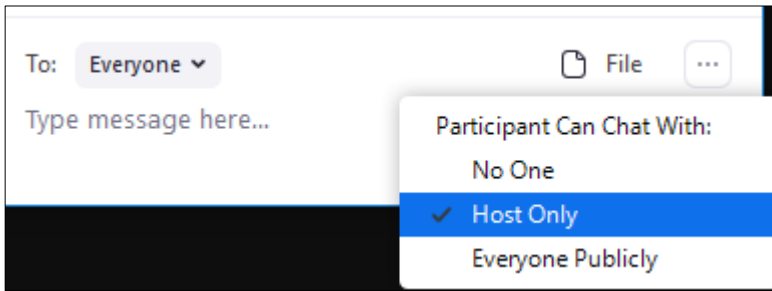 To: Everyone File ...
Type message here...
Participant Can Chat With:
No One
Host Only
Everyone Publicly